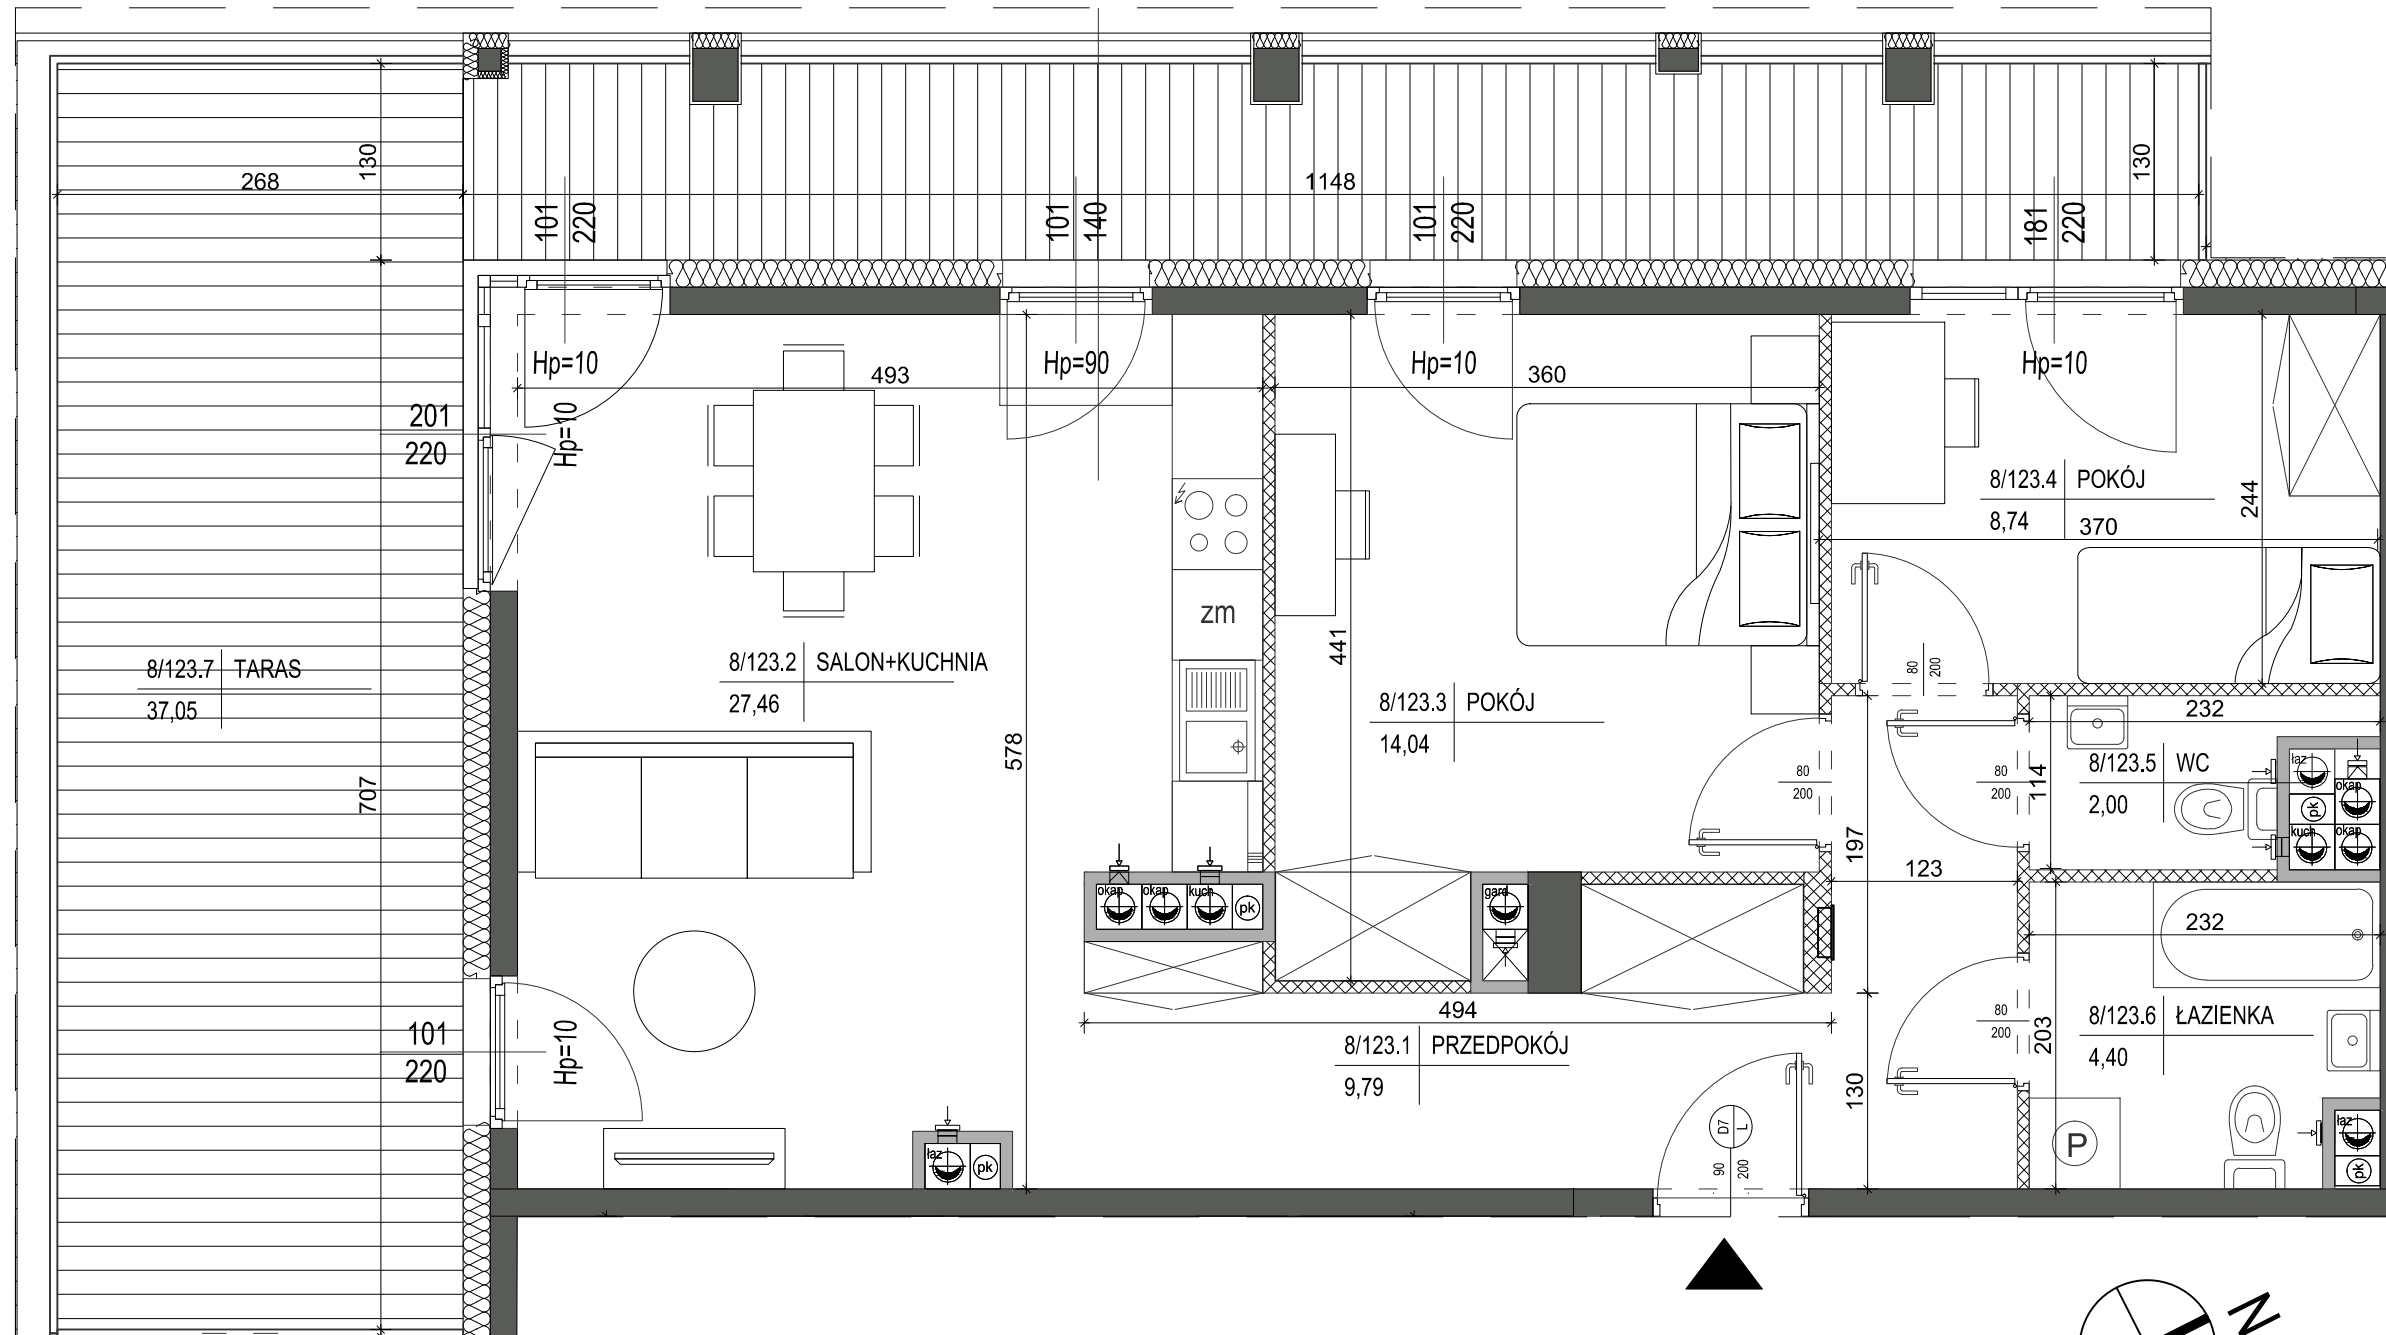 268
130
1148
130
101
220
101
140
101
220
181
220
Hp=10
Hp=90
Hp=10
Hp=10
493
360
201
220
Hp=10
8/123.4 POKÓJ
8,74
370
244
zm
441
578
80
200
8/123.7 TARAS
37,05
8/123.2 SALON+KUCHNIA
27,46
8/123.3 POKÓJ
14,04
232
707
80
200
80
200
114
8/123.5 WC
2,00
łaz
okap
pk
kuch
okap
197
123
okap
okap
kuch
pk
gard
232
494
101
220
Hp=10
8/123.1 PRZEDPOKÓJ
9,79
80
200
203
8/123.6 ŁAZIENKA
4,40
130
D7
L
90
200
łaz
pk
P
łaz
pk
N